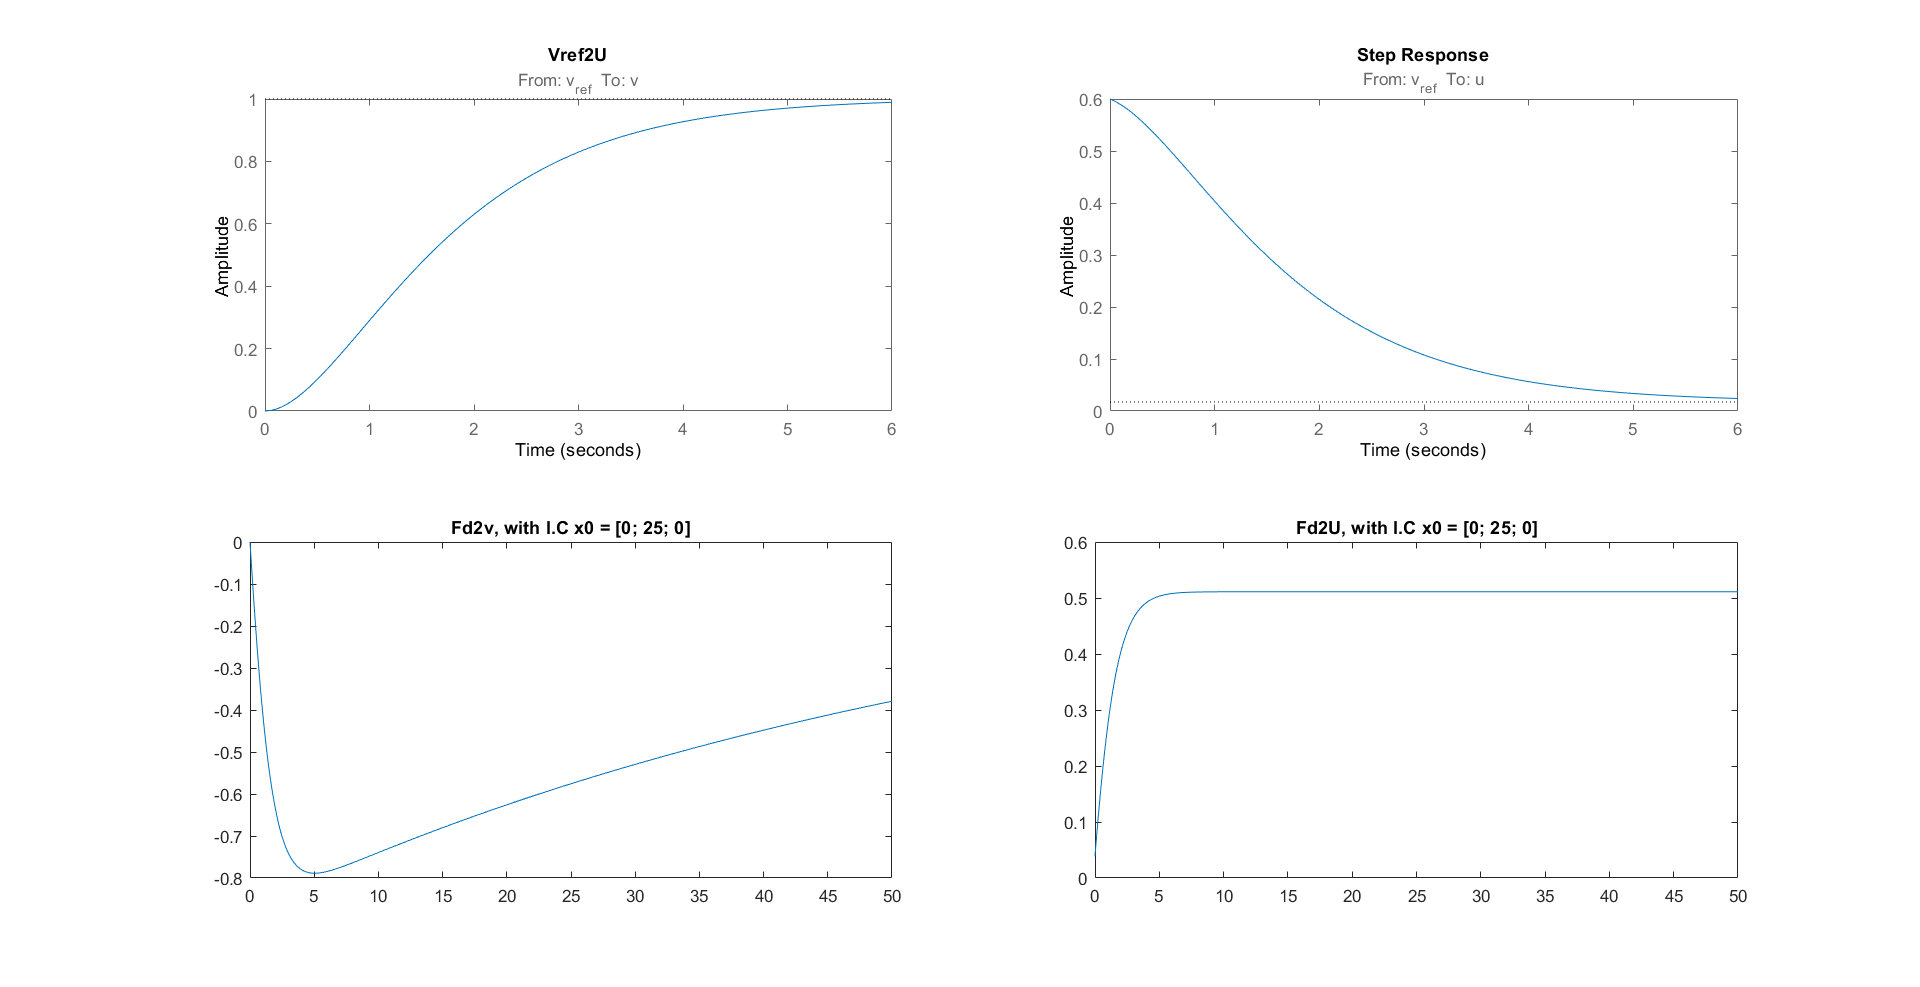 Vref2U
From: v_ref To: v
1
0.8
0.6
0.4
0.2
0
Amplitude
0 1 2 3 4 5 6
Time (seconds)
Step Response
From: v_ref To: u
0.6
0.5
0.4
0.3
0.2
0.1
0
Amplitude
0 1 2 3 4 5 6
Time (seconds)
Fd2v, with I.C x0 = [0; 25; 0]
0
-0.1
-0.2
-0.3
-0.4
-0.5
-0.6
-0.7
-0.8
0 5 10 15 20 25 30 35 40 45 50
Fd2U, with I.C x0 = [0; 25; 0]
0.6
0.5
0.4
0.3
0.2
0.1
0
0 5 10 15 20 25 30 35 40 45 50